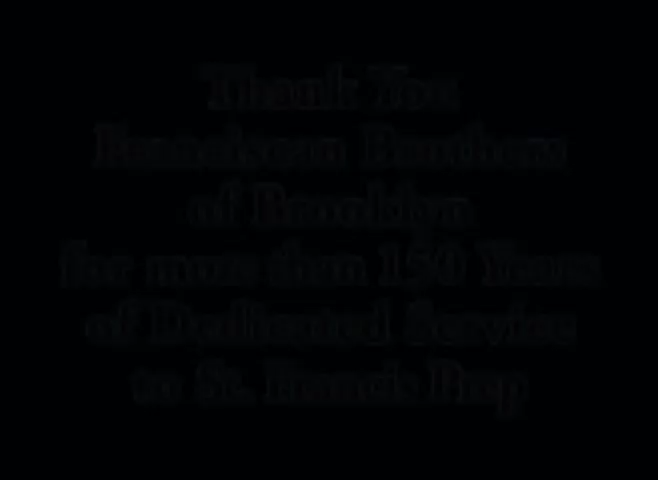 Thank You
Franciscan Brothers
of Brooklyn
for more than 150 Years
of Dedicated Service
to St. Francis Prep